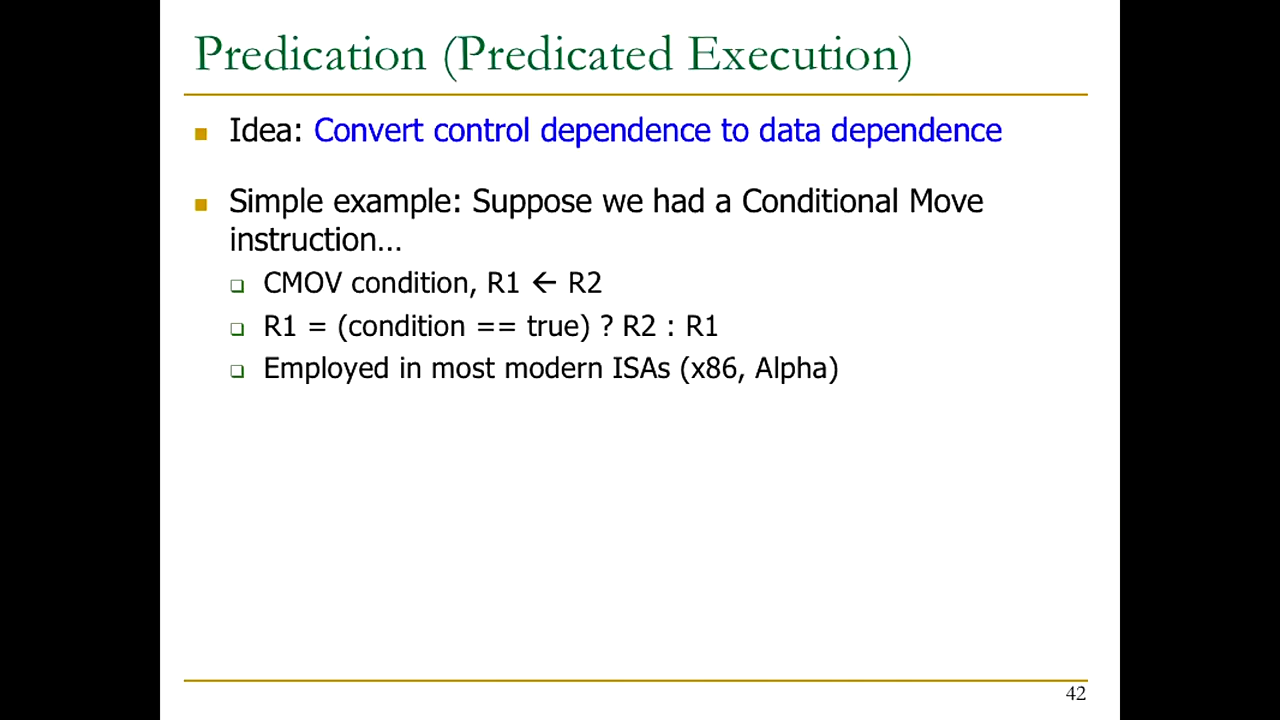 Predication (Predicated Execution)
Idea: Convert control dependence to data dependence
Simple example: Suppose we had a Conditional Move
instruction…
CMOV condition, R1 ← R2
R1 = (condition == true) ? R2 : R1
Employed in most modern ISAs (x86, Alpha)
42